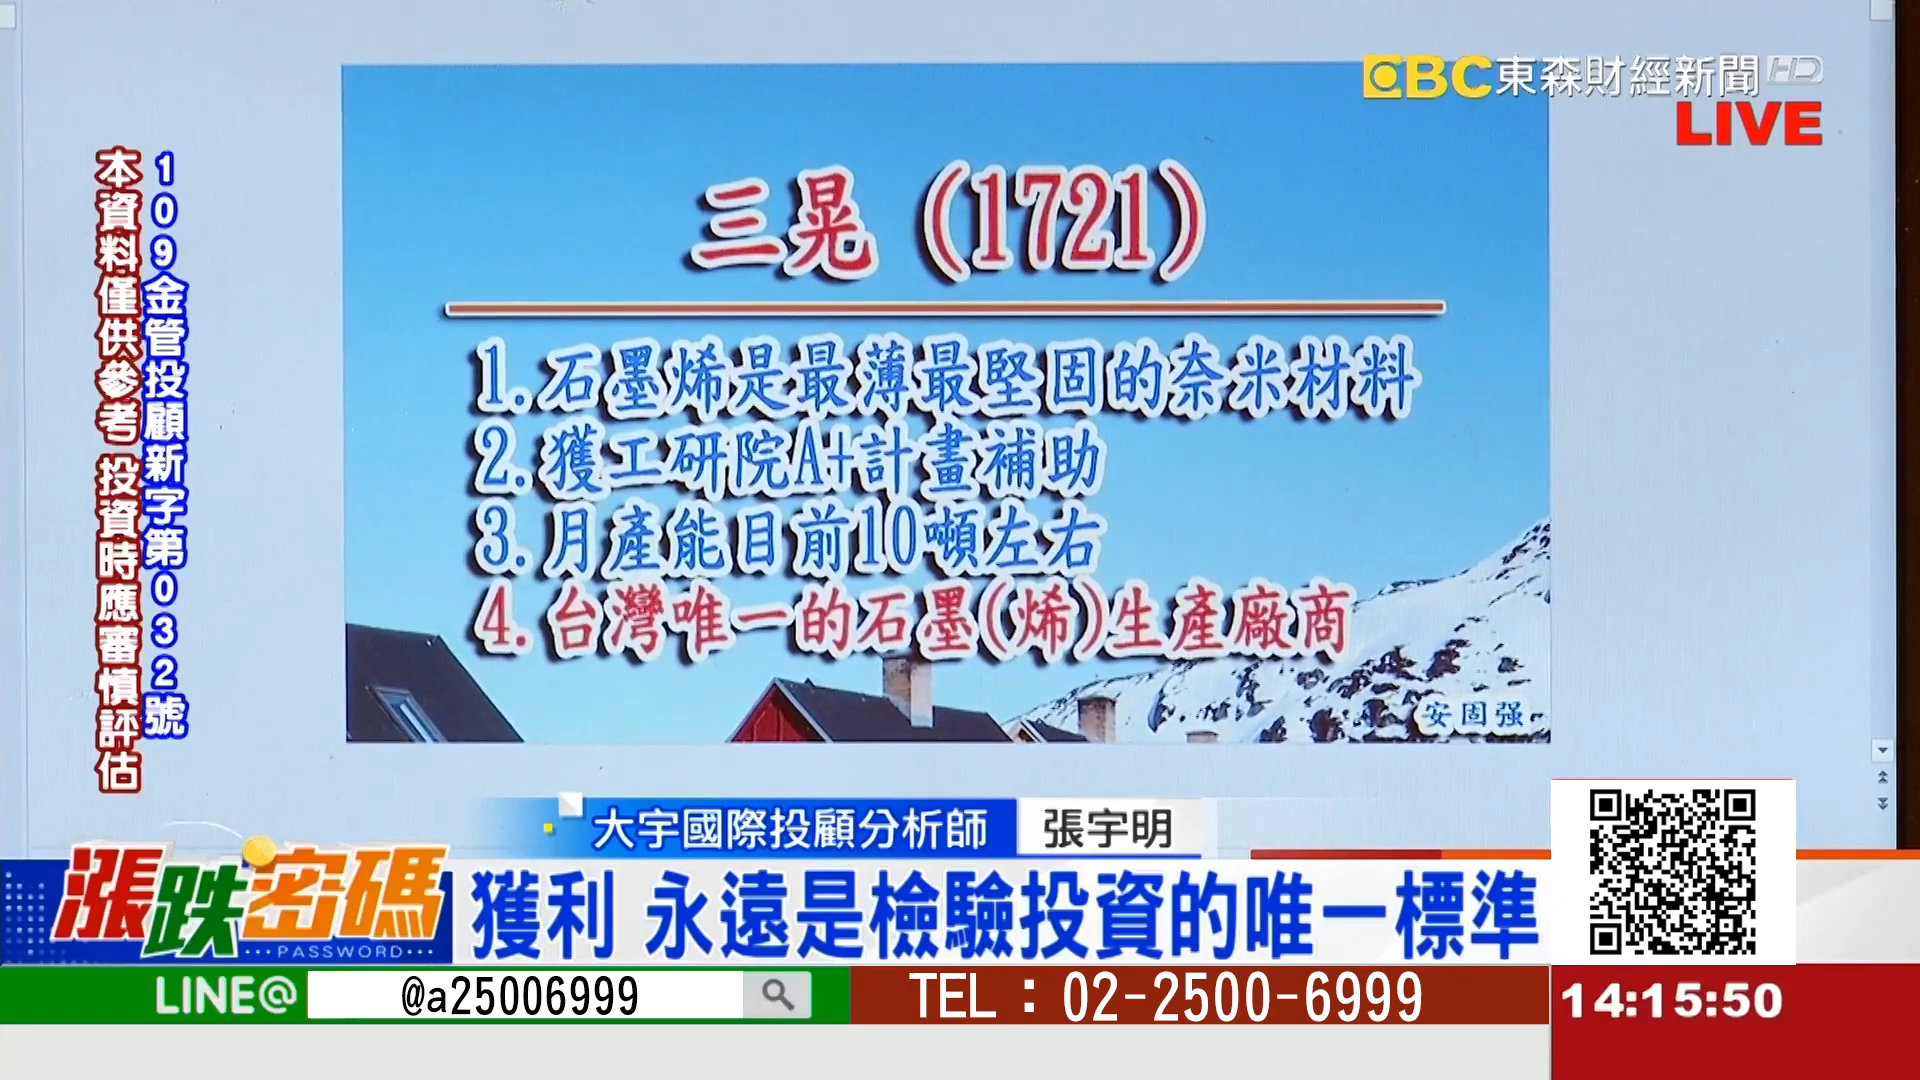 EBC東森財經新聞HD
LIVE
109金管投顧新字第032號
本資料僅供參考 投資時應審慎評估
三晃 (1721)
1.石墨烯是最薄最堅固的奈米材料
2.獲工研院A+計畫補助
3.月產能目前10噸左右
4.台灣唯一的石墨(烯)生產廠商
安固强
大宇國際投顧分析師 張宇明
漲跌密碼
PASSWORD
獲利 永遠是檢驗投資的唯一標準
LINE@ @a25006999
TEL：02-2500-6999
14:15:50